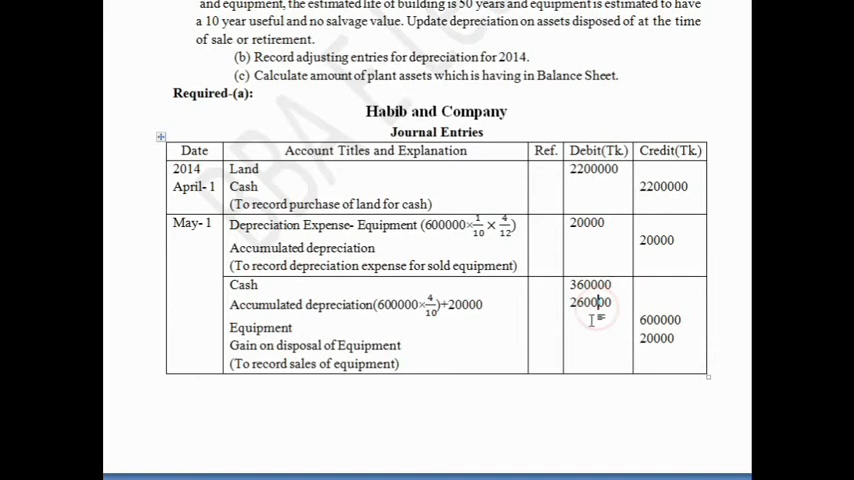 and equipment, the estimated life of building is 50 years and equipment is estimated to have
a 10 year useful and no salvage value. Update depreciation on assets disposed of at the time
of sale or retirement.
(b) Record adjusting entries for depreciation for 2014.
(c) Calculate amount of plant assets which is having in Balance Sheet.
Required-(a):
Habib and Company
Journal Entries
Date Account Titles and Explanation Ref. Debit(Tk.) Credit(Tk.)
2014 Land 2200000
April- 1 Cash 2200000
(To record purchase of land for cash)
May- 1 Depreciation Expense- Equipment (600000×1/10 × 4/12) 20000
Accumulated depreciation 20000
(To record depreciation expense for sold equipment)
Cash 360000
Accumulated depreciation(600000×4/10)+20000 260000
Equipment 600000
Gain on disposal of Equipment 20000
(To record sales of equipment)